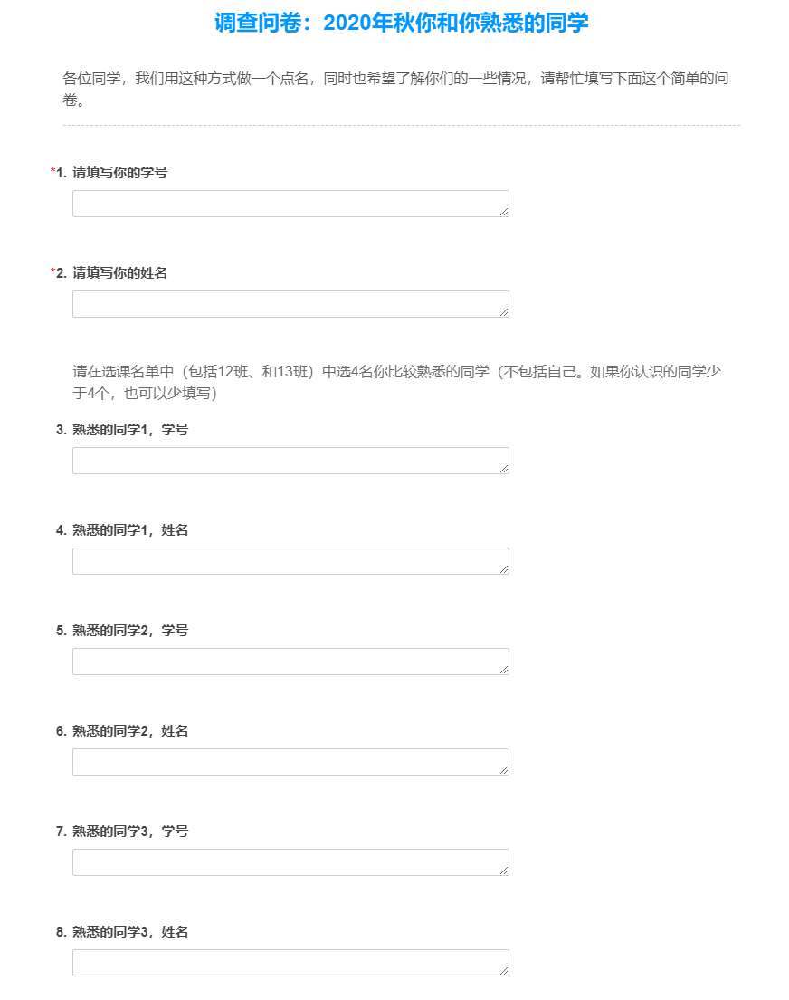 调查问卷：2020年秋你和你熟悉的同学
各位同学，我们用这种方式做一个点名，同时也希望了解你们的一些情况，请帮忙填写下面这个简单的问
卷。
*1. 请填写你的学号
*2. 请填写你的姓名
请在选课名单中（包括12班、和13班）中选4名你比较熟悉的同学（不包括自己。如果你认识的同学少
于4个，也可以少填写）
3. 熟悉的同学1，学号
4. 熟悉的同学1，姓名
5. 熟悉的同学2，学号
6. 熟悉的同学2，姓名
7. 熟悉的同学3，学号
8. 熟悉的同学3，姓名